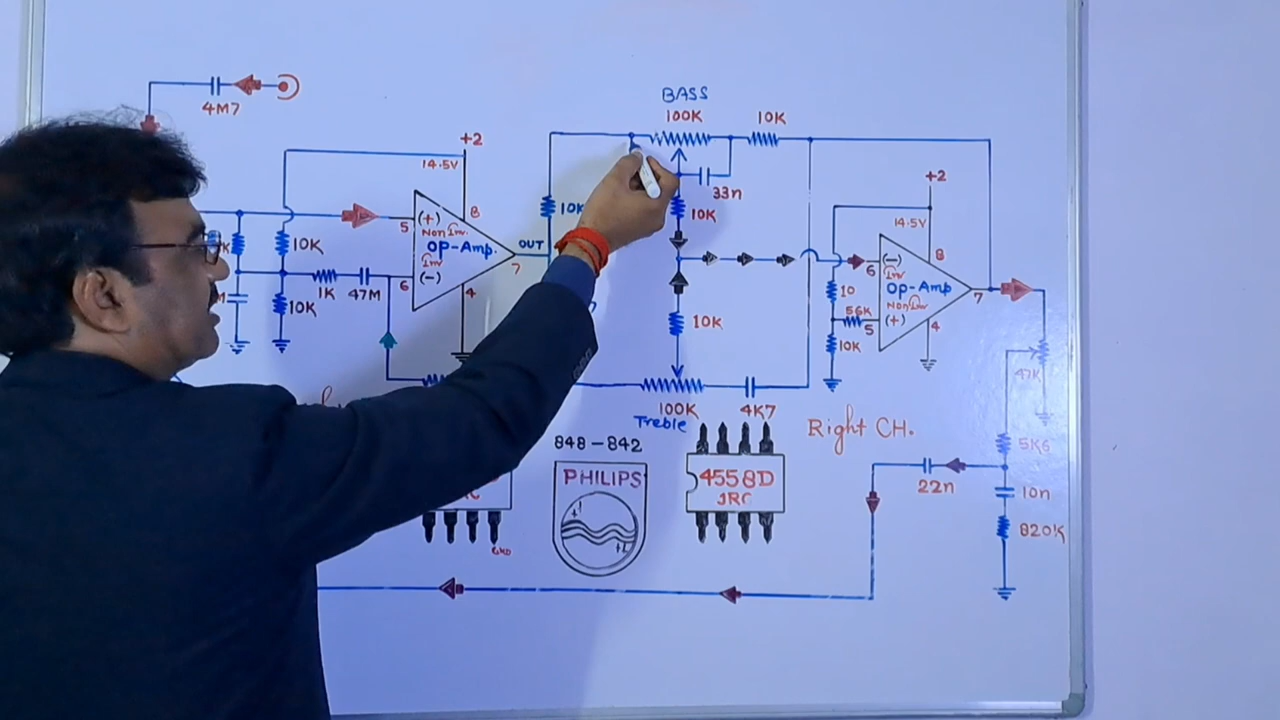 4M7
+2
14.5V
8
5
(+)
Non Inv.
OP-Amp.
Inv
(-)
6
4
OUT
7
10K
10K
1K
47M
10K
BASS
100K
10K
33n
10K
10K
100K
Treble
4K7
+2
14.5V
8
6
(-)
Inv
OP-Amp
Non Inv
(+)
5
4
7
10
56K
10K
47K
Right CH.
5K6
22n
10n
820K
848-842
PHILIPS
4558D
JRC
GND